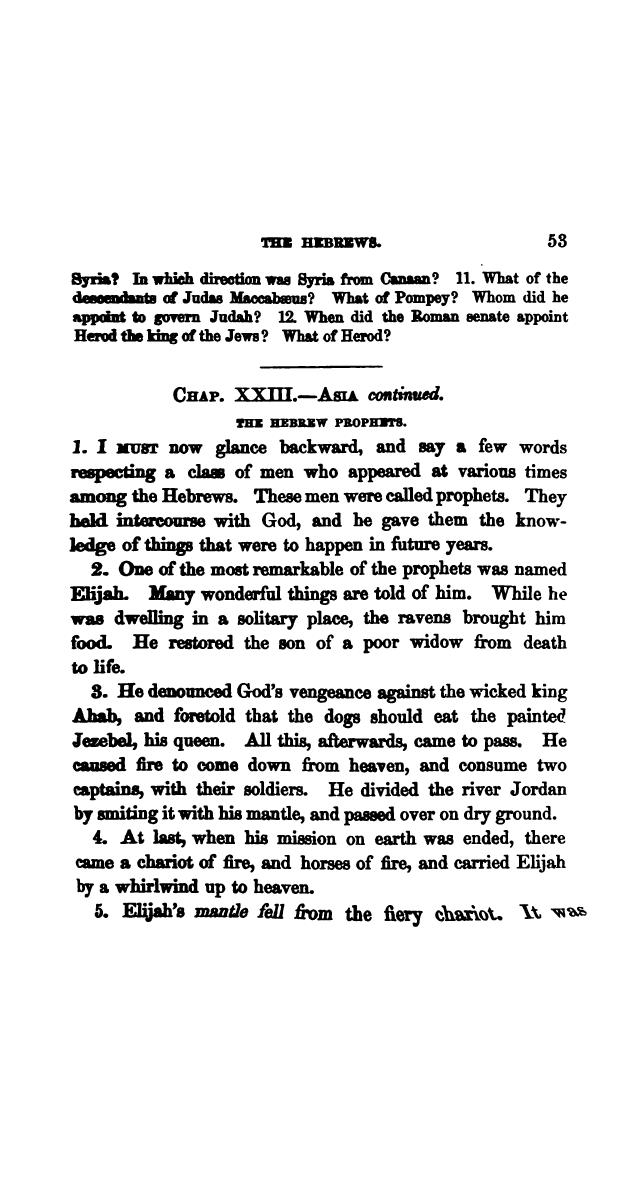 THE HEBREWS. 53
Syria? In which direction was Syria from Canaan? 11. What of the
descendants of Judas Maccabæus? What of Pompey? Whom did he
appoint to govern Judah? 12. When did the Roman senate appoint
Herod the king of the Jews? What of Herod?
CHAP. XXIII.—ASIA continued.
THE HEBREW PROPHETS.
1. I MUST now glance backward, and say a few words
respecting a class of men who appeared at various times
among the Hebrews. These men were called prophets. They
held intercourse with God, and he gave them the know-
ledge of things that were to happen in future years.
2. One of the most remarkable of the prophets was named
Elijah. Many wonderful things are told of him. While he
was dwelling in a solitary place, the ravens brought him
food. He restored the son of a poor widow from death
to life.
3. He denounced God's vengeance against the wicked king
Ahab, and foretold that the dogs should eat the painted
Jezebel, his queen. All this, afterwards, came to pass. He
caused fire to come down from heaven, and consume two
captains, with their soldiers. He divided the river Jordan
by smiting it with his mantle, and passed over on dry ground.
4. At last, when his mission on earth was ended, there
came a chariot of fire, and horses of fire, and carried Elijah
by a whirlwind up to heaven.
5. Elijah's mantle fell from the fiery chariot. It was